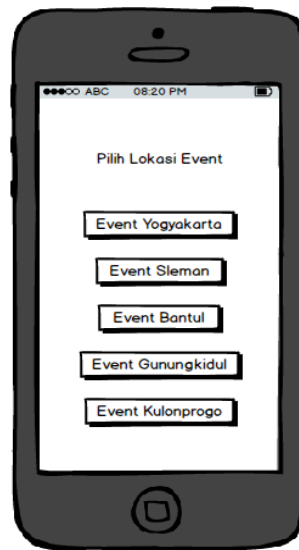 ABC 08:20 PM
Pilih Lokasi Event
Event Yogyakarta
Event Sleman
Event Bantul
Event Gunungkidul
Event Kulonprogo